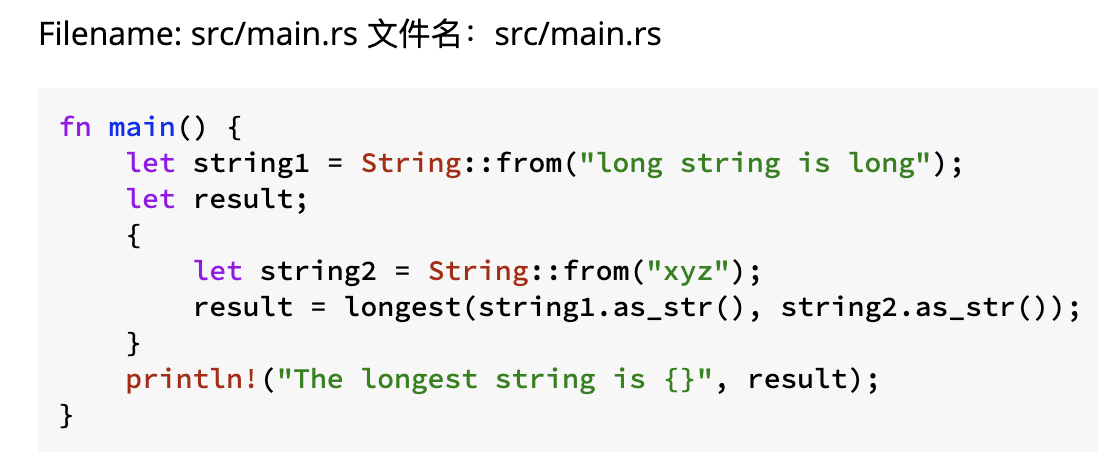 Filename: src/main.rs 文件名：src/main.rs
fn main() {
    let string1 = String::from("long string is long");
    let result;
    {
        let string2 = String::from("xyz");
        result = longest(string1.as_str(), string2.as_str());
    }
    println!("The longest string is {}", result);
}